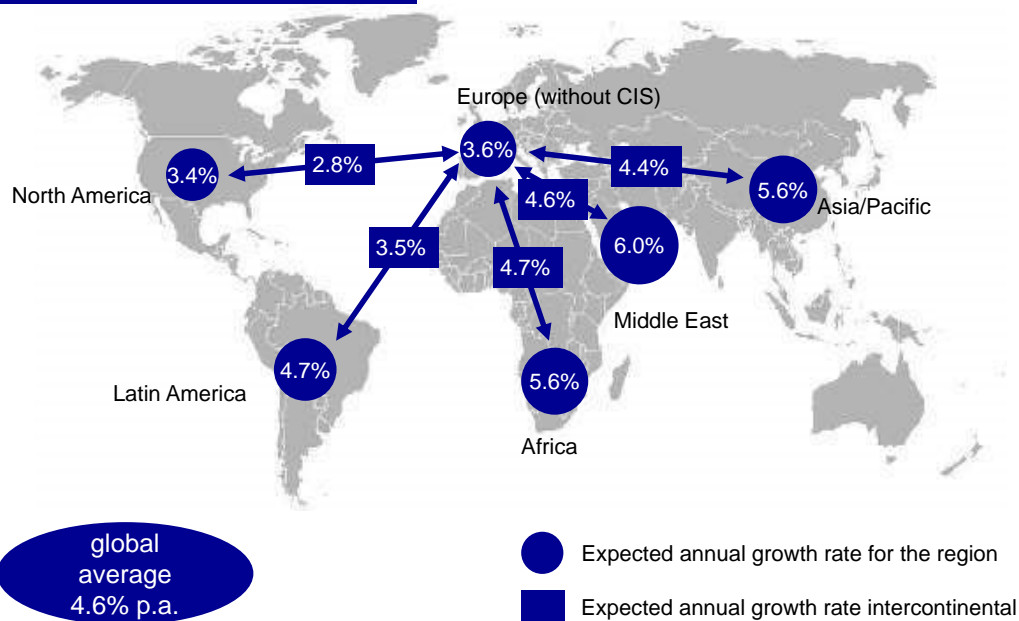 Europe (without CIS)
3.6%
2.8%
4.4%
3.4%
North America
4.6%
5.6%
Asia/Pacific
3.5%
6.0%
4.7%
Middle East
4.7%
5.6%
Latin America
Africa
global
average
4.6% p.a.
Expected annual growth rate for the region
Expected annual growth rate intercontinental